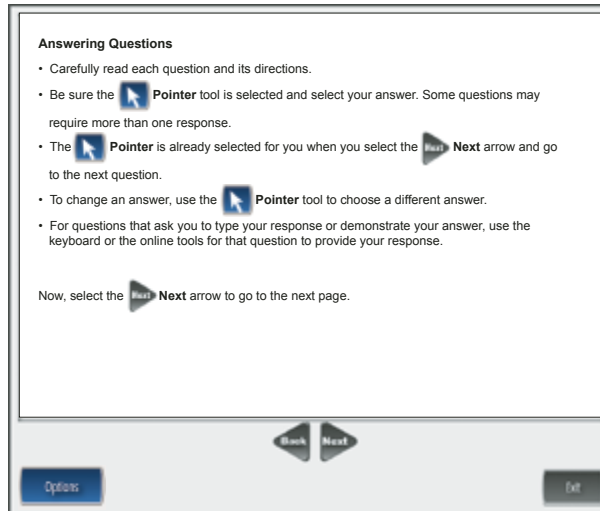 Answering Questions
• Carefully read each question and its directions.
• Be sure the Pointer tool is selected and select your answer. Some questions may
require more than one response.
• The Pointer is already selected for you when you select the Next Next arrow and go
to the next question.
• To change an answer, use the Pointer tool to choose a different answer.
• For questions that ask you to type your response or demonstrate your answer, use the
keyboard or the online tools for that question to provide your response.
Now, select the Next Next arrow to go to the next page.
Back Next
Options Exit